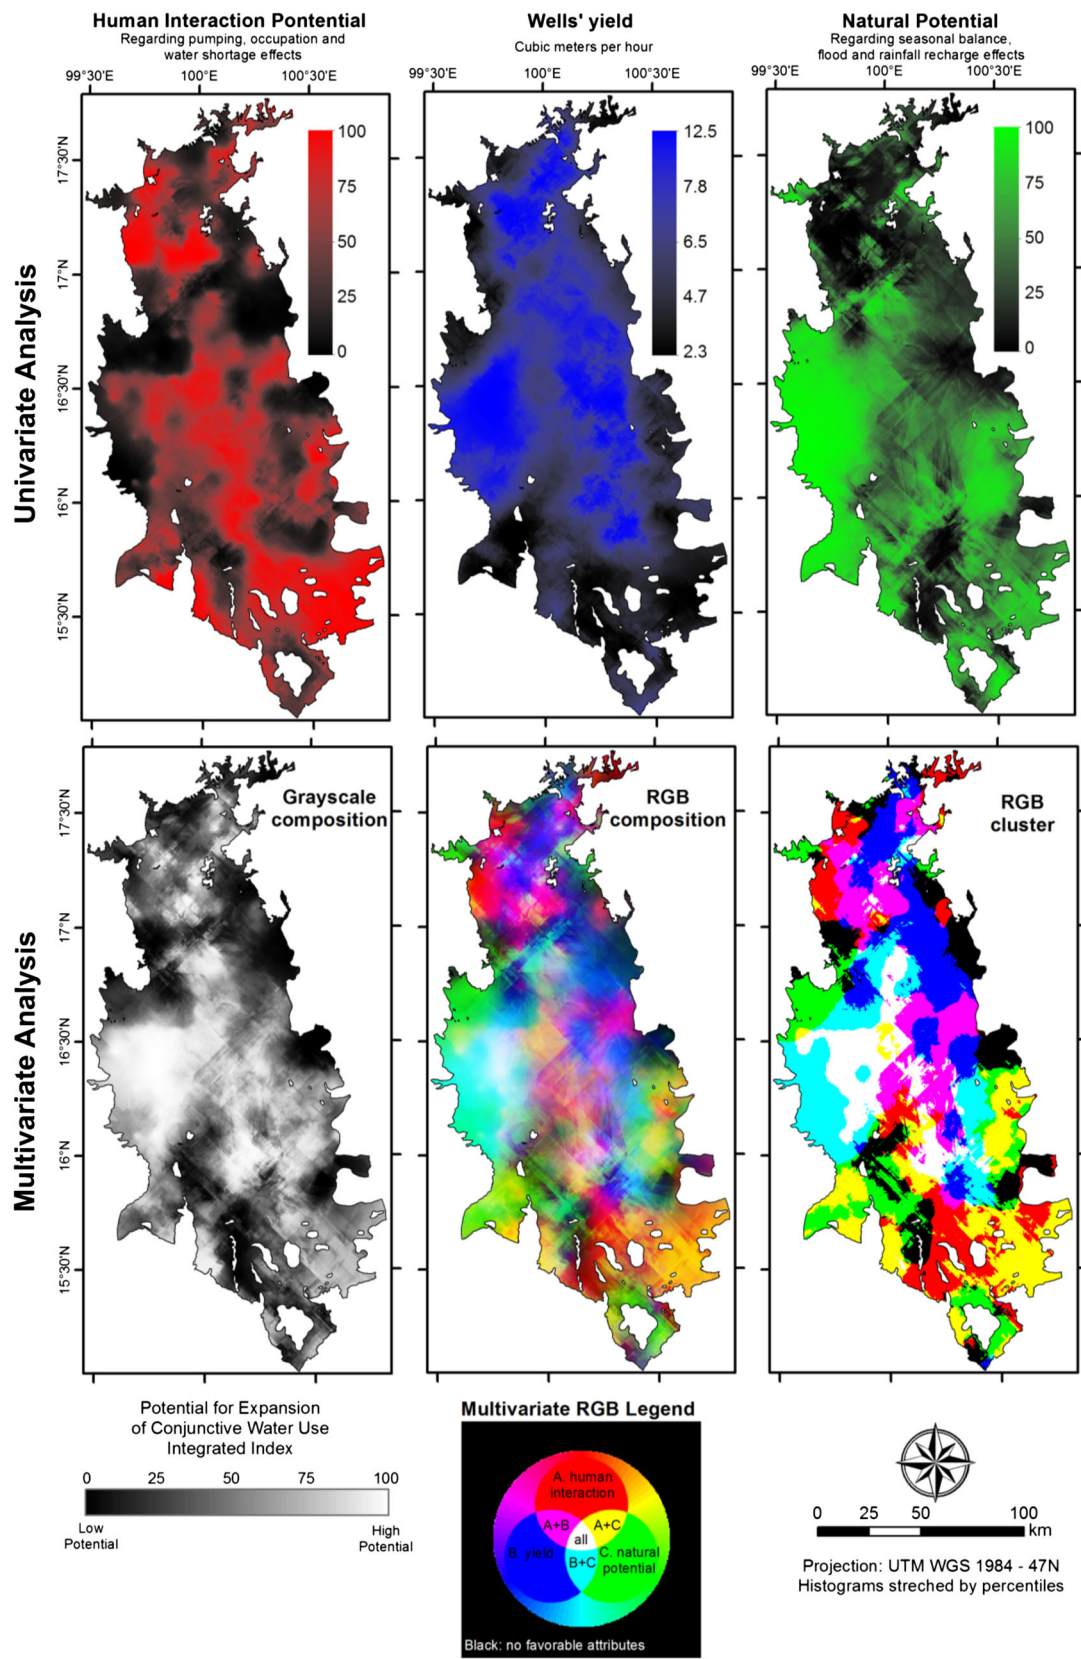 Human Interaction Pontential
Regarding pumping, occupation and
water shortage effects
Wells' yield
Cubic meters per hour
Natural Potential
Regarding seasonal balance,
flood and rainfall recharge effects
99°30'E 100°E 100°30'E
99°30'E 100°E 100°30'E
99°30'E 100°E 100°30'E
Univariate Analysis
17°30'N
17°N
16°30'N
16°N
15°30'N
100
75
50
25
0
12.5
7.8
6.5
4.7
2.3
100
75
50
25
0
Multivariate Analysis
17°30'N
17°N
16°30'N
16°N
15°30'N
Grayscale
composition
RGB
composition
RGB
cluster
Potential for Expansion
of Conjunctive Water Use
Integrated Index
0 25 50 75 100
Low
Potential
High
Potential
Multivariate RGB Legend
A. human
interaction
A+B
A+C
all
B. yield
B+C
C. natural
potential
Black: no favorable attributes
0 25 50 100
km
Projection: UTM WGS 1984 - 47N
Histograms streched by percentiles